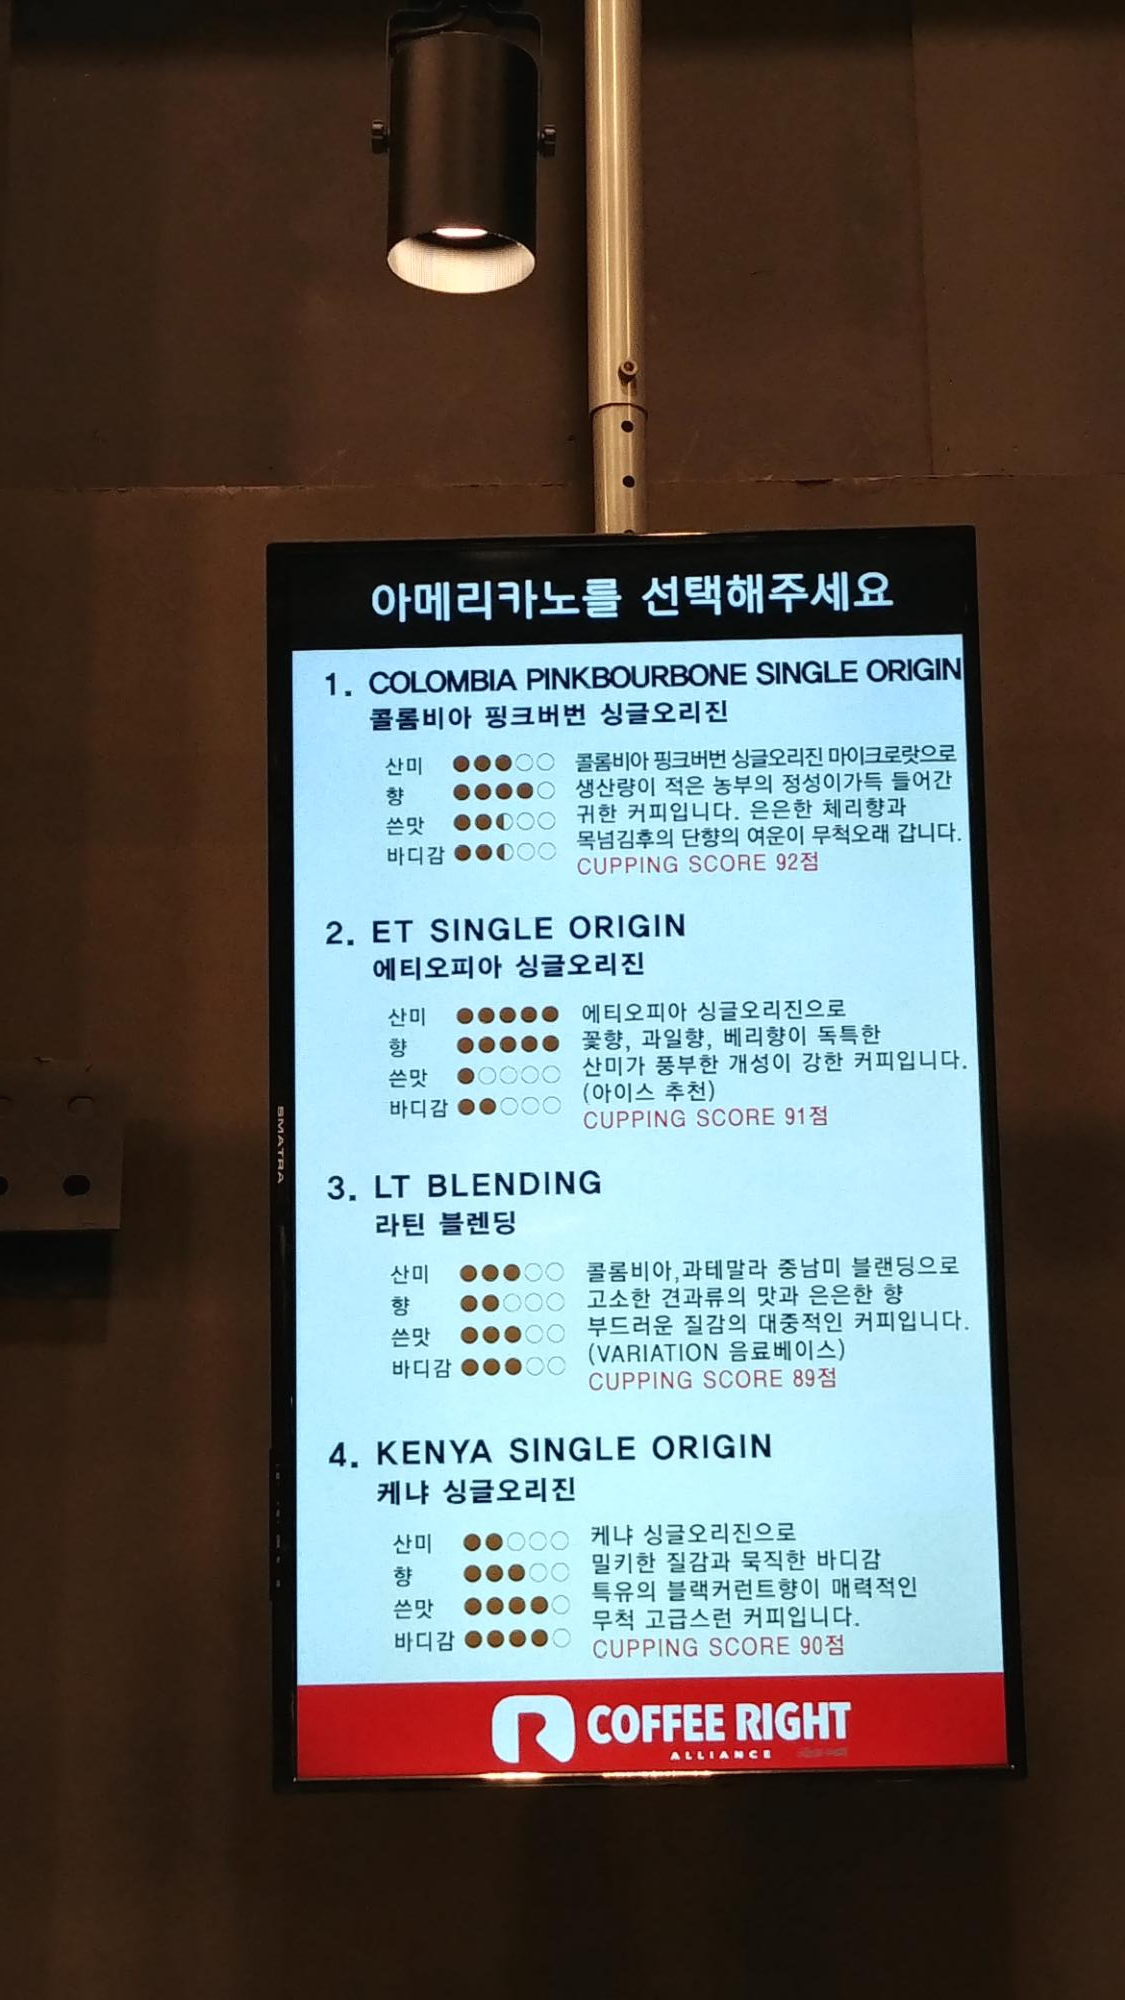 아메리카노를 선택해주세요
1. COLOMBIA PINKBOURBONE SINGLE ORIGIN
콜롬비아 핑크버번 싱글오리진
산미 ●●●○○ 콜롬비아 핑크버번 싱글오리진 마이크로랏으로
향 ●●●●○ 생산량이 적은 농부의 정성이가득 들어간
쓴맛 ●●◐○○ 귀한 커피입니다. 은은한 체리향과
바디감 ●●◐○○ 목넘김후의 단향의 여운이 무척오래 갑니다.
CUPPING SCORE 92점
2. ET SINGLE ORIGIN
에티오피아 싱글오리진
산미 ●●●●● 에티오피아 싱글오리진으로
향 ●●●●● 꽃향, 과일향, 베리향이 독특한
쓴맛 ●○○○○ 산미가 풍부한 개성이 강한 커피입니다.
바디감 ●●○○○ (아이스 추천)
CUPPING SCORE 91점
3. LT BLENDING
라틴 블렌딩
산미 ●●●○○ 콜롬비아,과테말라 중남미 블랜딩으로
향 ●●○○○ 고소한 견과류의 맛과 은은한 향
쓴맛 ●●●○○ 부드러운 질감의 대중적인 커피입니다.
바디감 ●●●○○ (VARIATION 음료베이스)
CUPPING SCORE 89점
4. KENYA SINGLE ORIGIN
케냐 싱글오리진
산미 ●●○○○ 케냐 싱글오리진으로
향 ●●●○○ 밀키한 질감과 묵직한 바디감
쓴맛 ●●●●○ 특유의 블랙커런트향이 매력적인
바디감 ●●●●○ 무척 고급스런 커피입니다.
CUPPING SCORE 90점
R COFFEE RIGHT
ALLIANCE
SMATRA